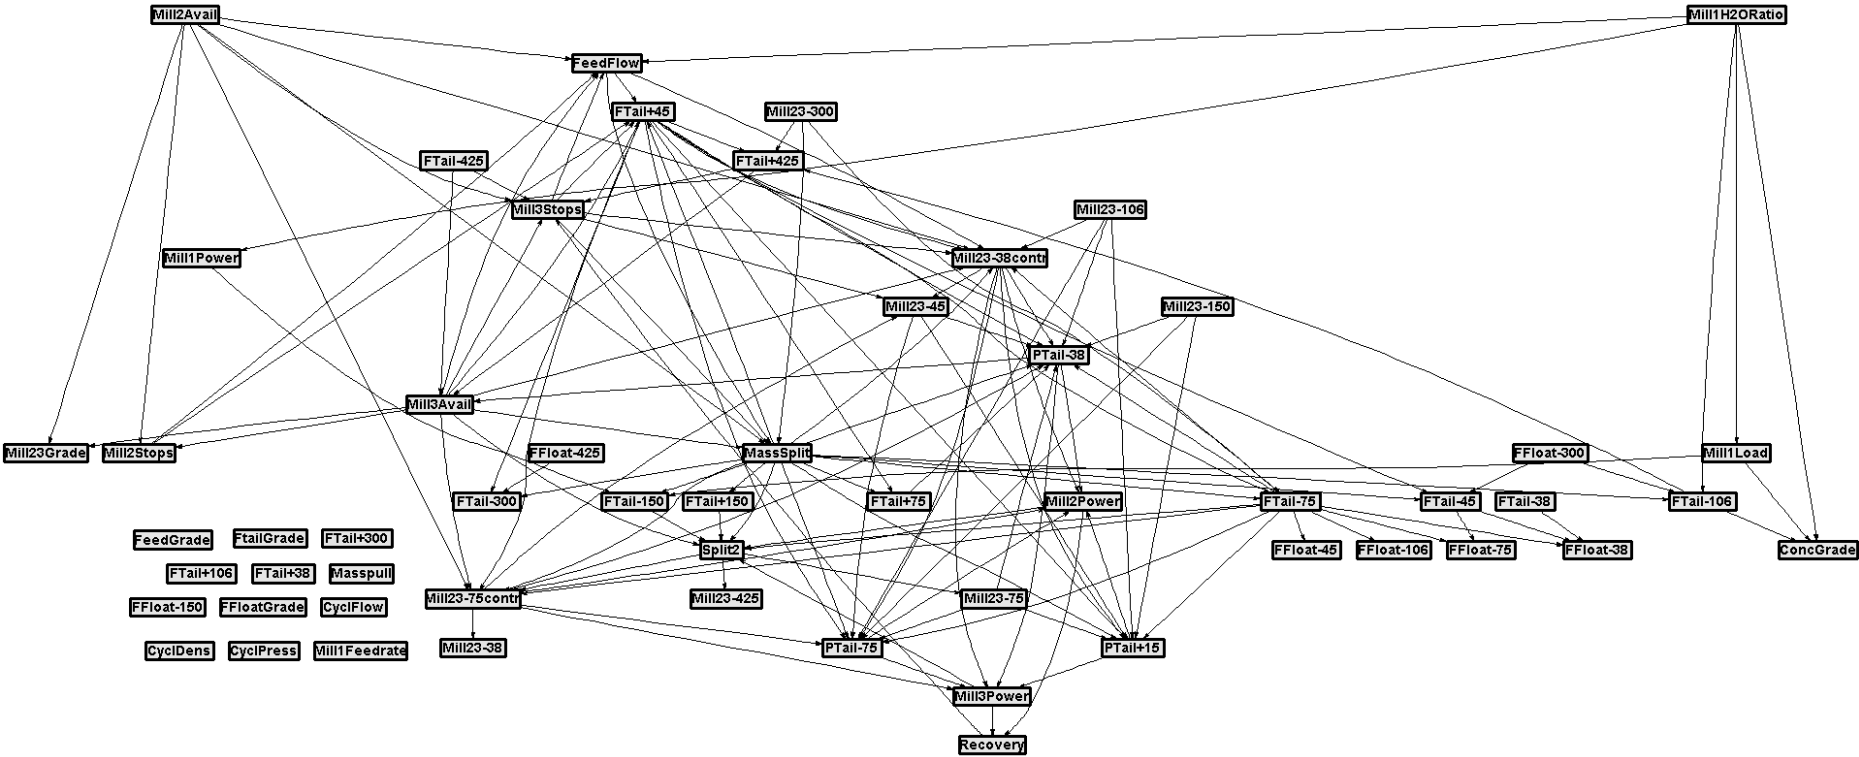 Mill2Avail
Mill1H2ORatio
FeedFlow
FTail+45
Mill23-300
FTail-425
FTail+425
Mill3Stops
Mill23-106
Mill1Power
Mill23-38contr
Mill23-45
Mill23-150
PTail-38
Mill3Avail
Mill23Grade
Mill2Stops
FFloat-425
MassSplit
FFloat-300
Mill1Load
FTail-300
FTail-150
FTail+150
FTail+75
Mill2Power
FTail-75
FTail-45
FTail-38
FTail-106
FeedGrade
FtailGrade
FTail+300
Split2
FFloat-45
FFloat-106
FFloat-75
FFloat-38
ConcGrade
FTail+106
FTail+38
Masspull
Mill23-75contr
Mill23-425
Mill23-75
FFloat-150
FFloatGrade
CyclFlow
CyclDens
CyclPress
Mill1Feedrate
Mill23-38
PTail-75
PTail+15
Mill3Power
Recovery